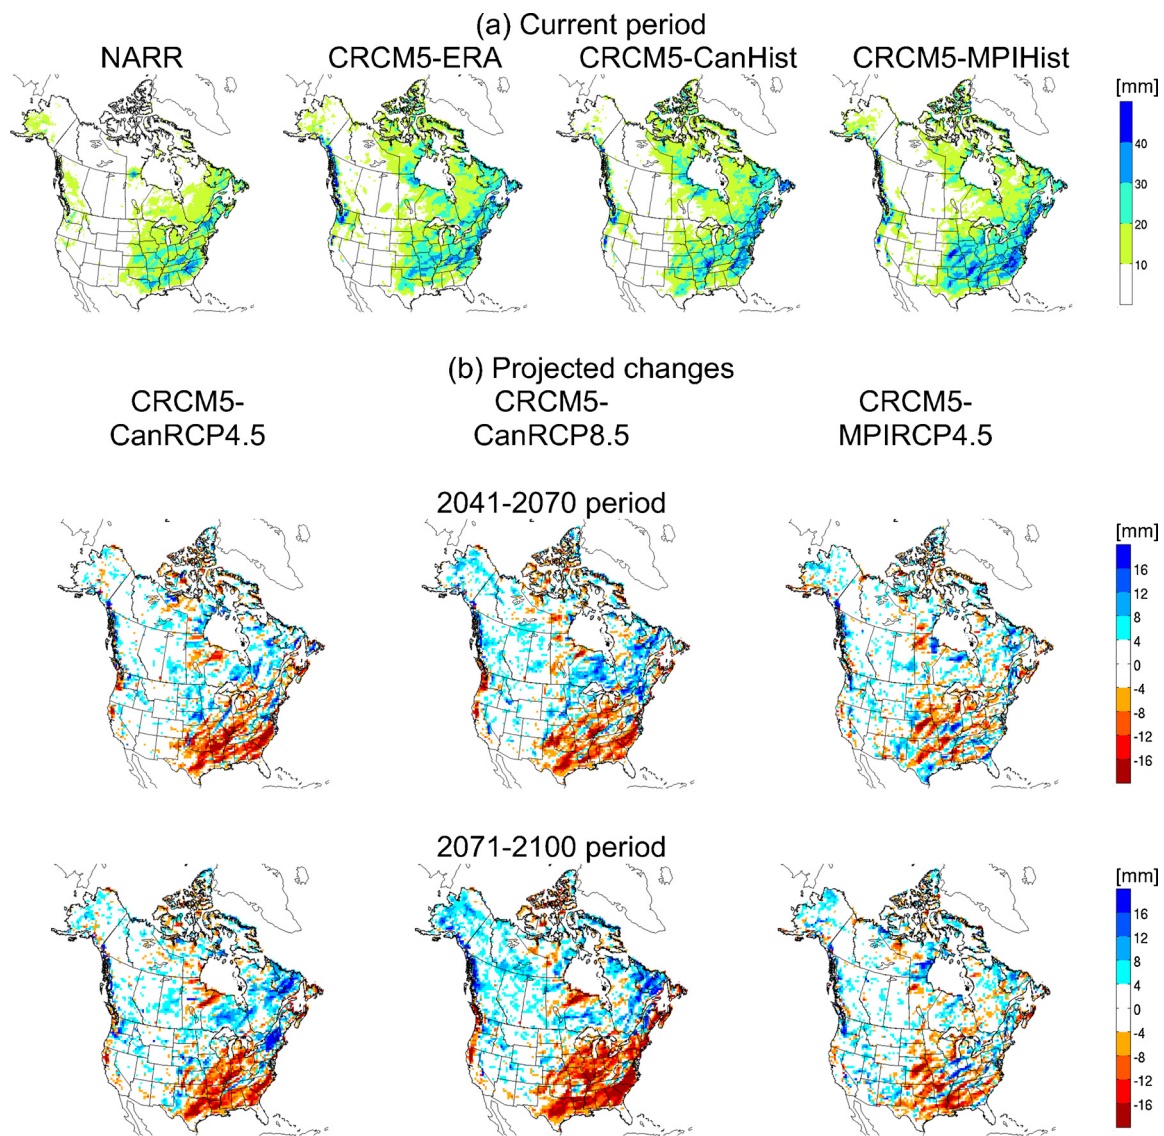 (a) Current period
NARR CRCM5-ERA CRCM5-CanHist CRCM5-MPIHist
[mm]
40
30
20
10
(b) Projected changes
CRCM5- CRCM5- CRCM5-
CanRCP4.5 CanRCP8.5 MPIRCP4.5
2041-2070 period
[mm]
16
12
8
4
0
-4
-8
-12
-16
2071-2100 period
[mm]
16
12
8
4
0
-4
-8
-12
-16